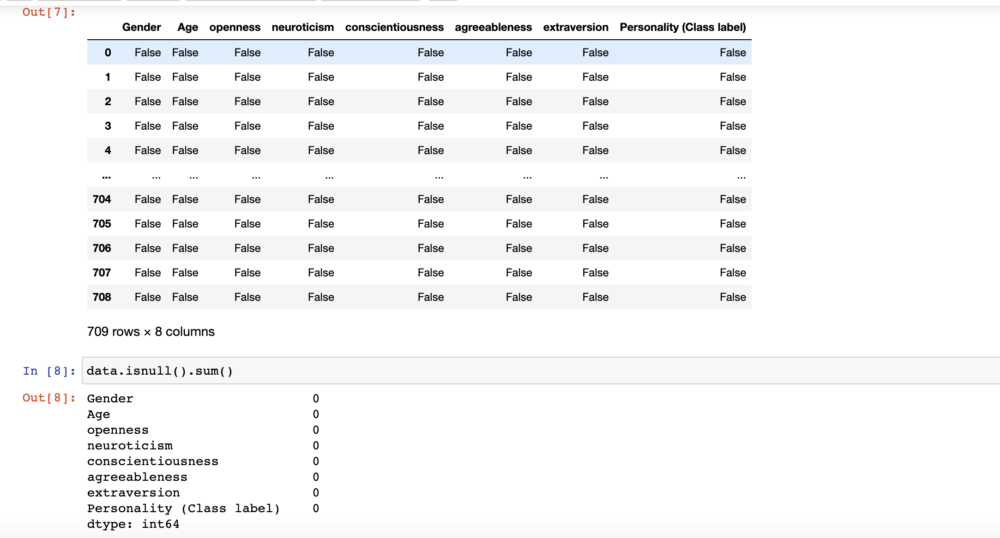 Out[7]:
Gender Age openness neuroticism conscientiousness agreeableness extraversion Personality (Class label)
0 False False False False False False False False
1 False False False False False False False False
2 False False False False False False False False
3 False False False False False False False False
4 False False False False False False False False
... ... ... ... ... ... ... ... ...
704 False False False False False False False False
705 False False False False False False False False
706 False False False False False False False False
707 False False False False False False False False
708 False False False False False False False False
709 rows × 8 columns
In [8]: data.isnull().sum()
Out[8]: Gender 0
Age 0
openness 0
neuroticism 0
conscientiousness 0
agreeableness 0
extraversion 0
Personality (Class label) 0
dtype: int64